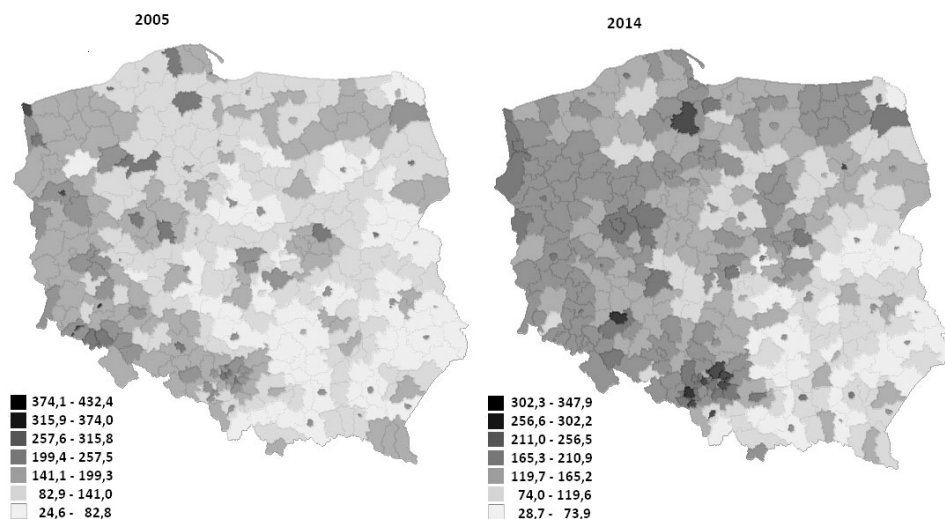 2005
374,1 - 432,4
315,9 - 374,0
257,6 - 315,8
199,4 - 257,5
141,1 - 199,3
82,9 - 141,0
24,6 - 82,8
2014
302,3 - 347,9
256,6 - 302,2
211,0 - 256,5
165,3 - 210,9
119,7 - 165,2
74,0 - 119,6
28,7 - 73,9